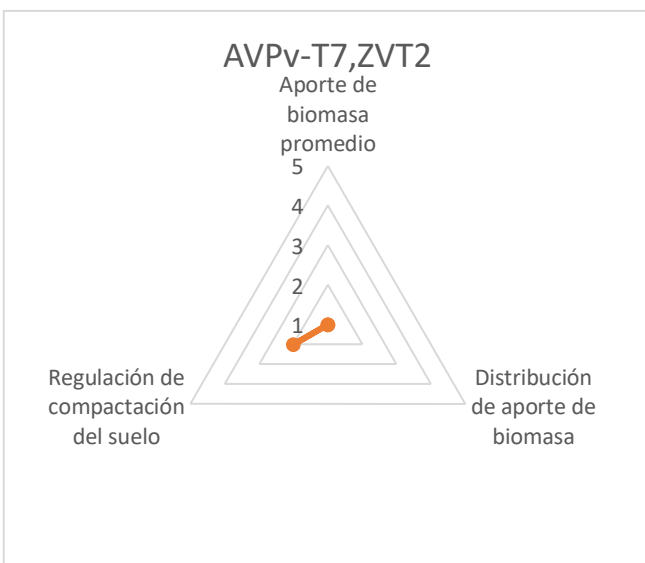 AVPv-T7,ZVT2
Aporte de
biomasa
promedio
5
4
3
2
1
Regulación de
compactación
del suelo
Distribución
de aporte de
biomasa